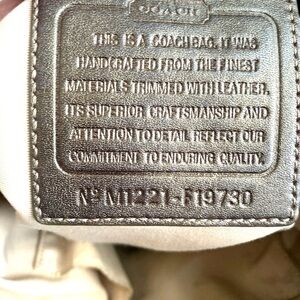 COACH
THIS IS A COACH BAG. IT WAS
HANDCRAFTED FROM THE FINEST
MATERIALS TRIMMED WITH LEATHER.
ITS SUPERIOR CRAFTSMANSHIP AND
ATTENTION TO DETAIL REFLECT OUR
COMMITMENT TO ENDURING QUALITY.
Nº M1221-F19730